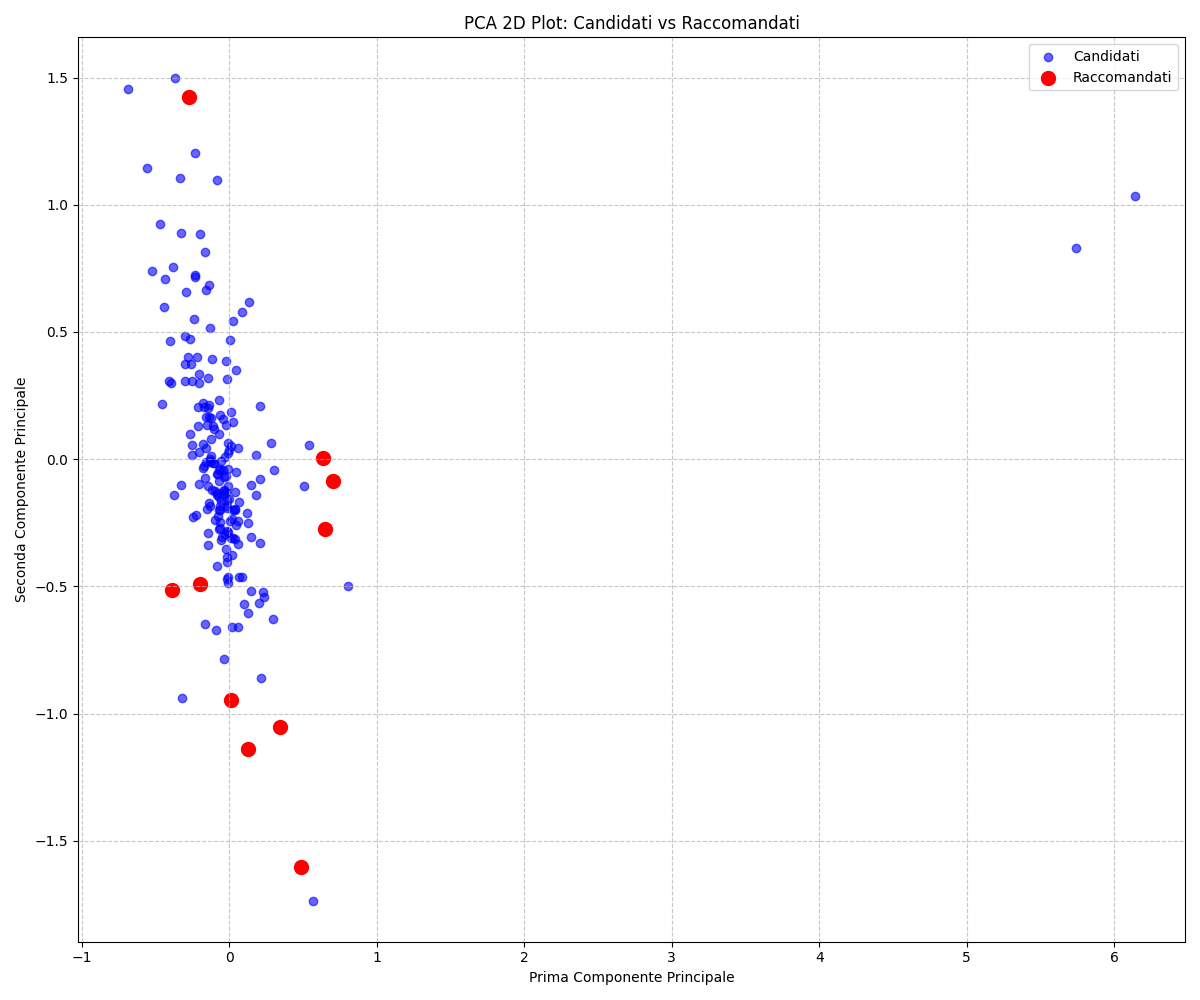 PCA 2D Plot: Candidati vs Raccomandati
Candidati
Raccomandati
Seconda Componente Principale
1.5
1.0
0.5
0.0
−0.5
−1.0
−1.5
−1 0 1 2 3 4 5 6
Prima Componente Principale